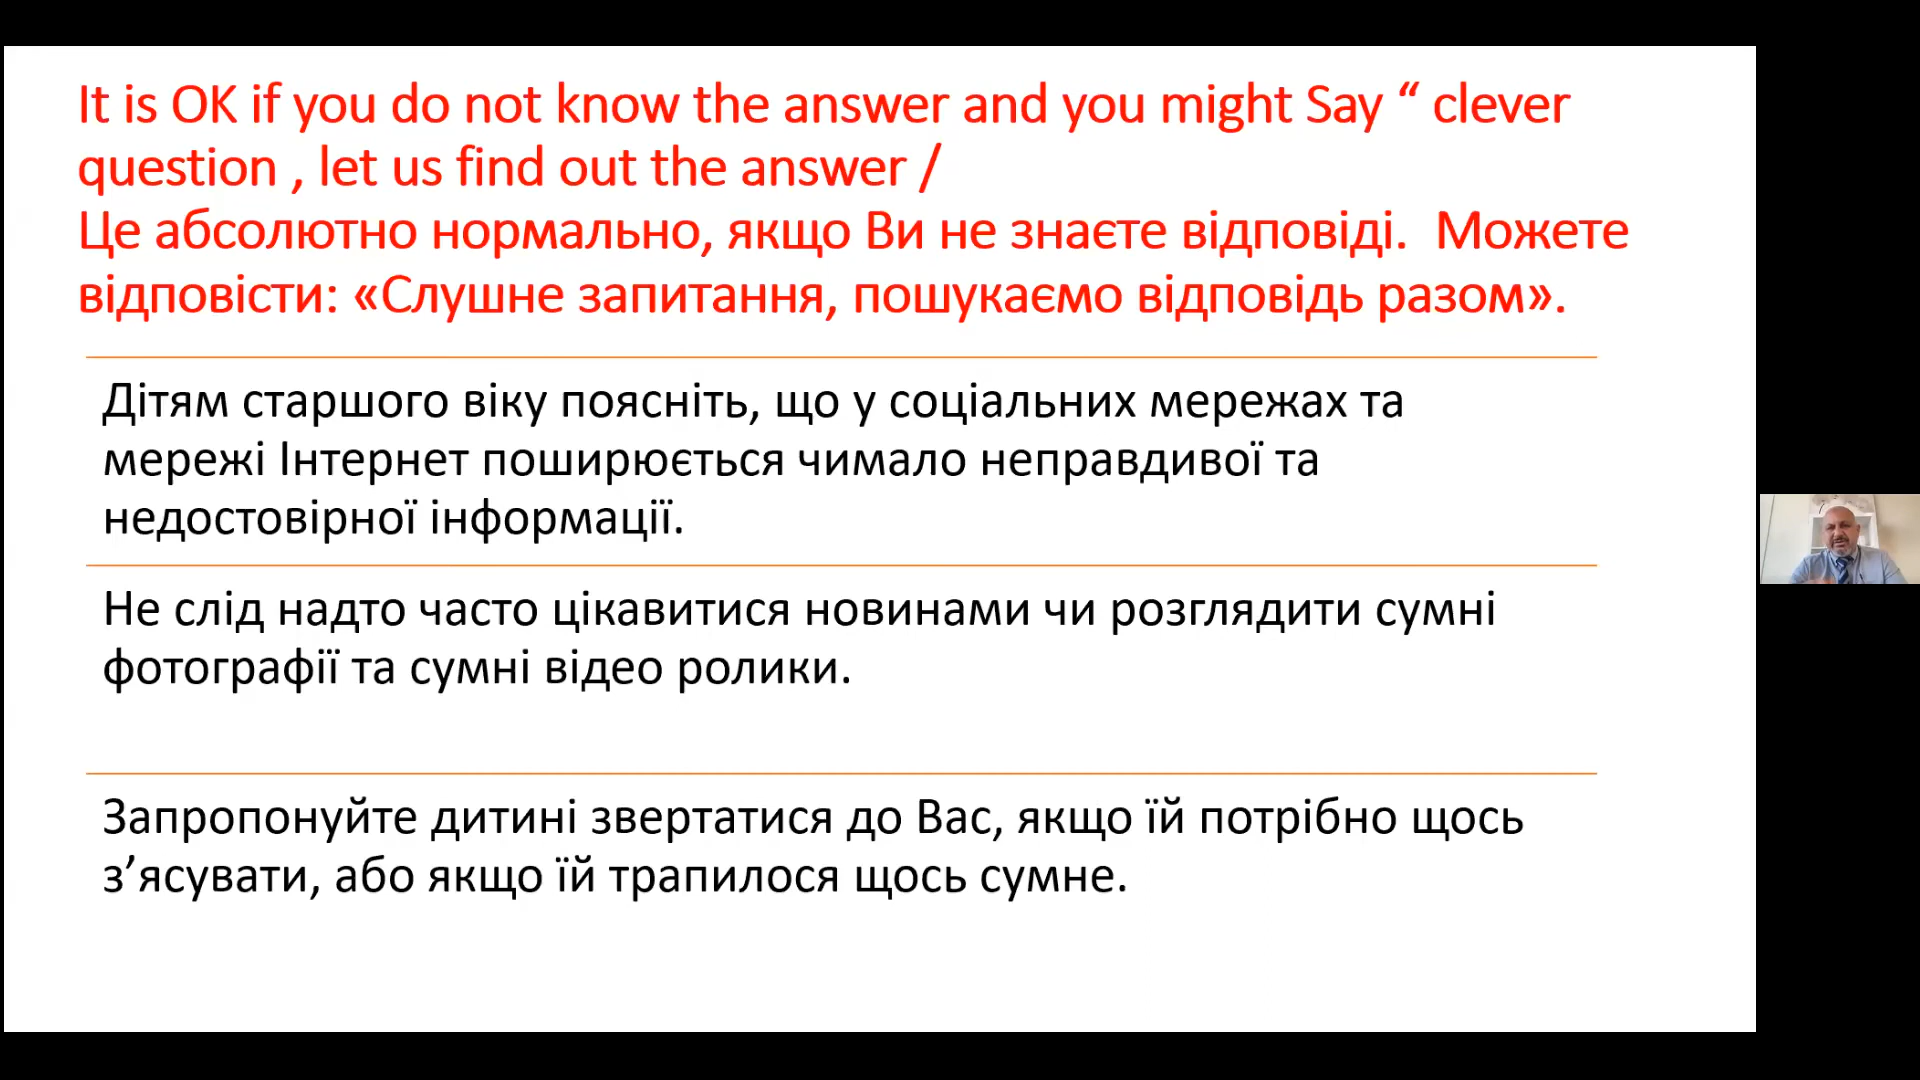 It is OK if you do not know the answer and you might Say “ clever
question , let us find out the answer /
Це абсолютно нормально, якщо Ви не знаєте відповіді.  Можете
відповісти: «Слушне запитання, пошукаємо відповідь разом».
Дітям старшого віку поясніть, що у соціальних мережах та
мережі Інтернет поширюється чимало неправдивої та
недостовірної інформації.
Не слід надто часто цікавитися новинами чи розглядити сумні
фотографії та сумні відео ролики.
Запропонуйте дитині звертатися до Вас, якщо їй потрібно щось
з’ясувати, або якщо їй трапилося щось сумне.